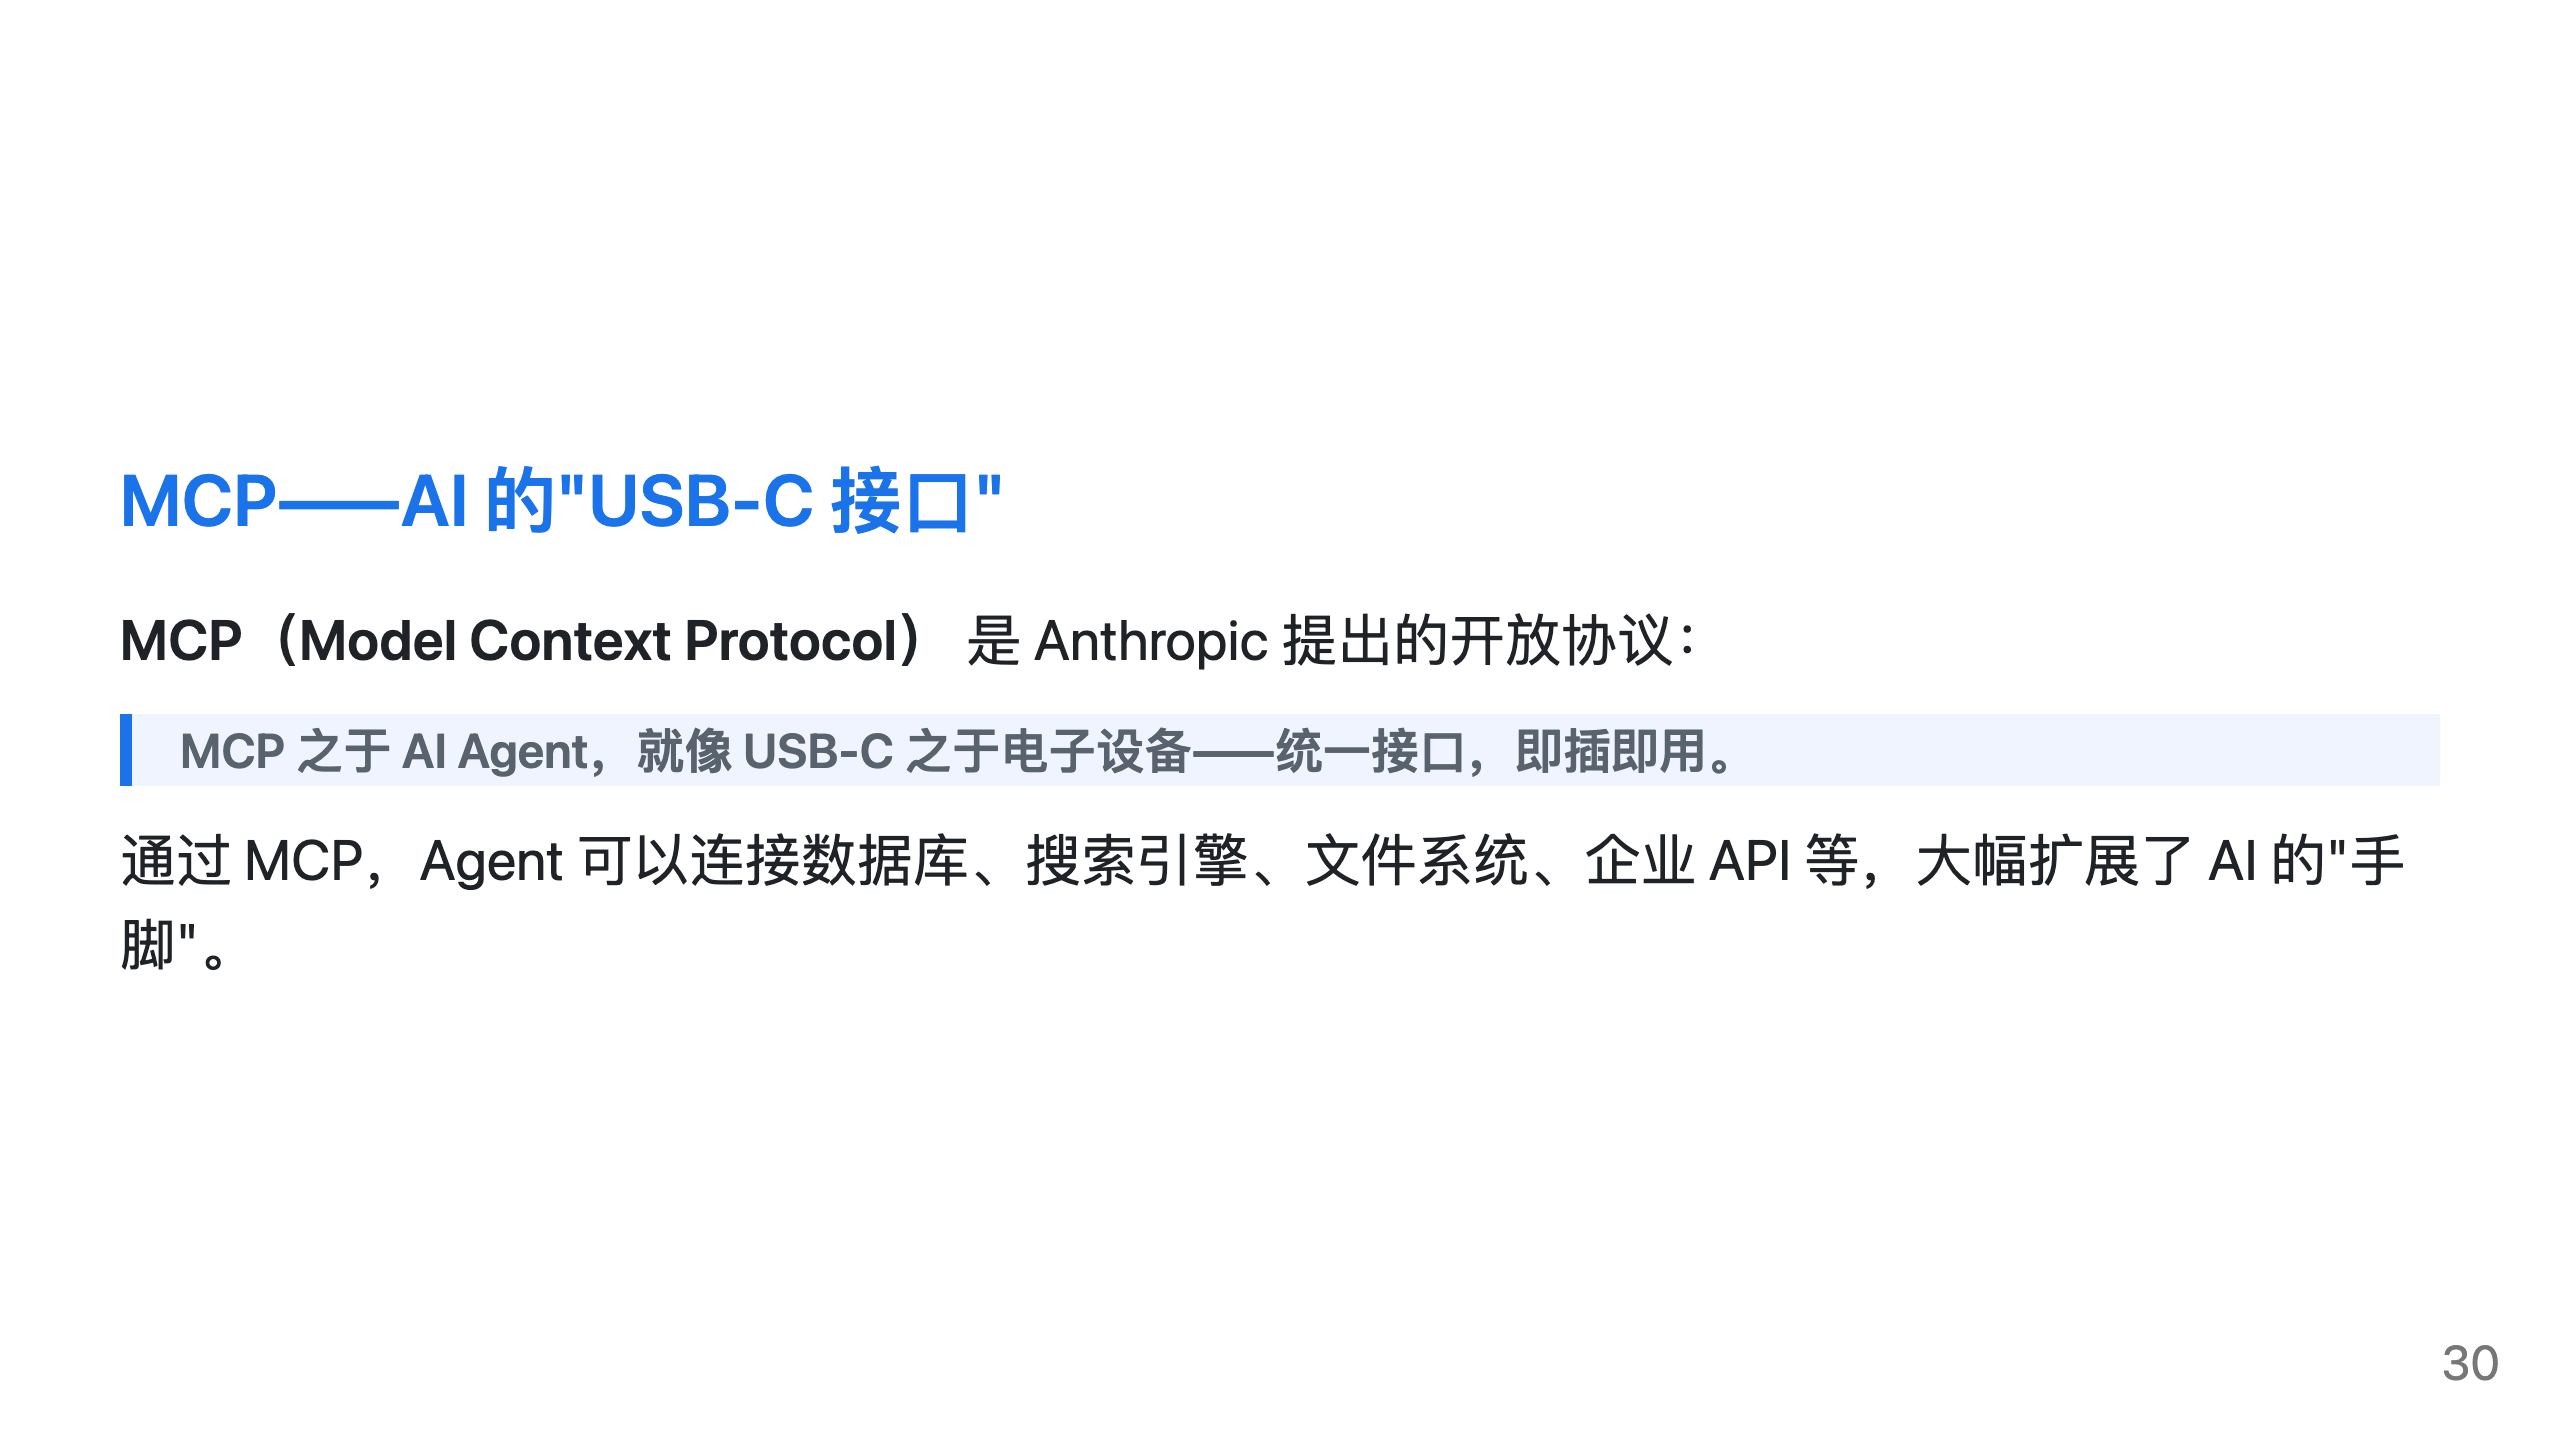 MCP——AI 的"USB-C 接口"
MCP（Model Context Protocol） 是 Anthropic 提出的开放协议：
MCP 之于 AI Agent，就像 USB-C 之于电子设备——统一接口，即插即用。
通过 MCP，Agent 可以连接数据库、搜索引擎、文件系统、企业 API 等，大幅扩展了 AI 的"手
脚"。
30